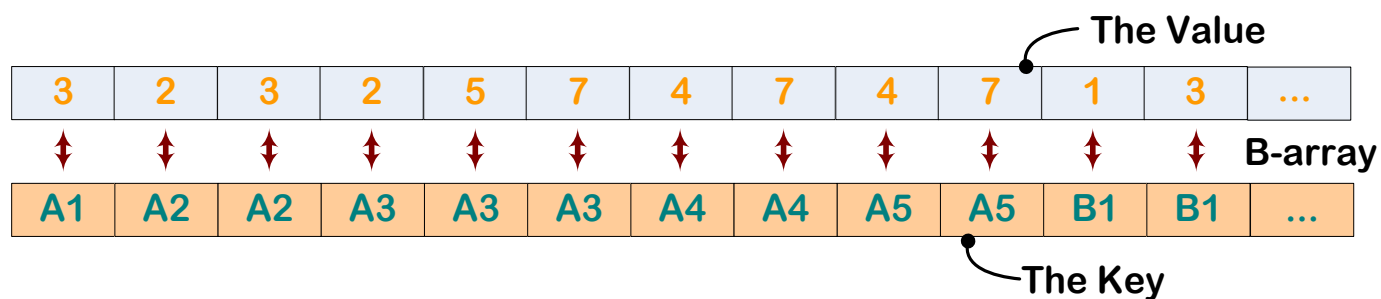 The Value
3 2 3 2 5 7 4 7 4 7 1 3 ...
B-array
A1 A2 A2 A3 A3 A3 A4 A4 A5 A5 B1 B1 ...
The Key